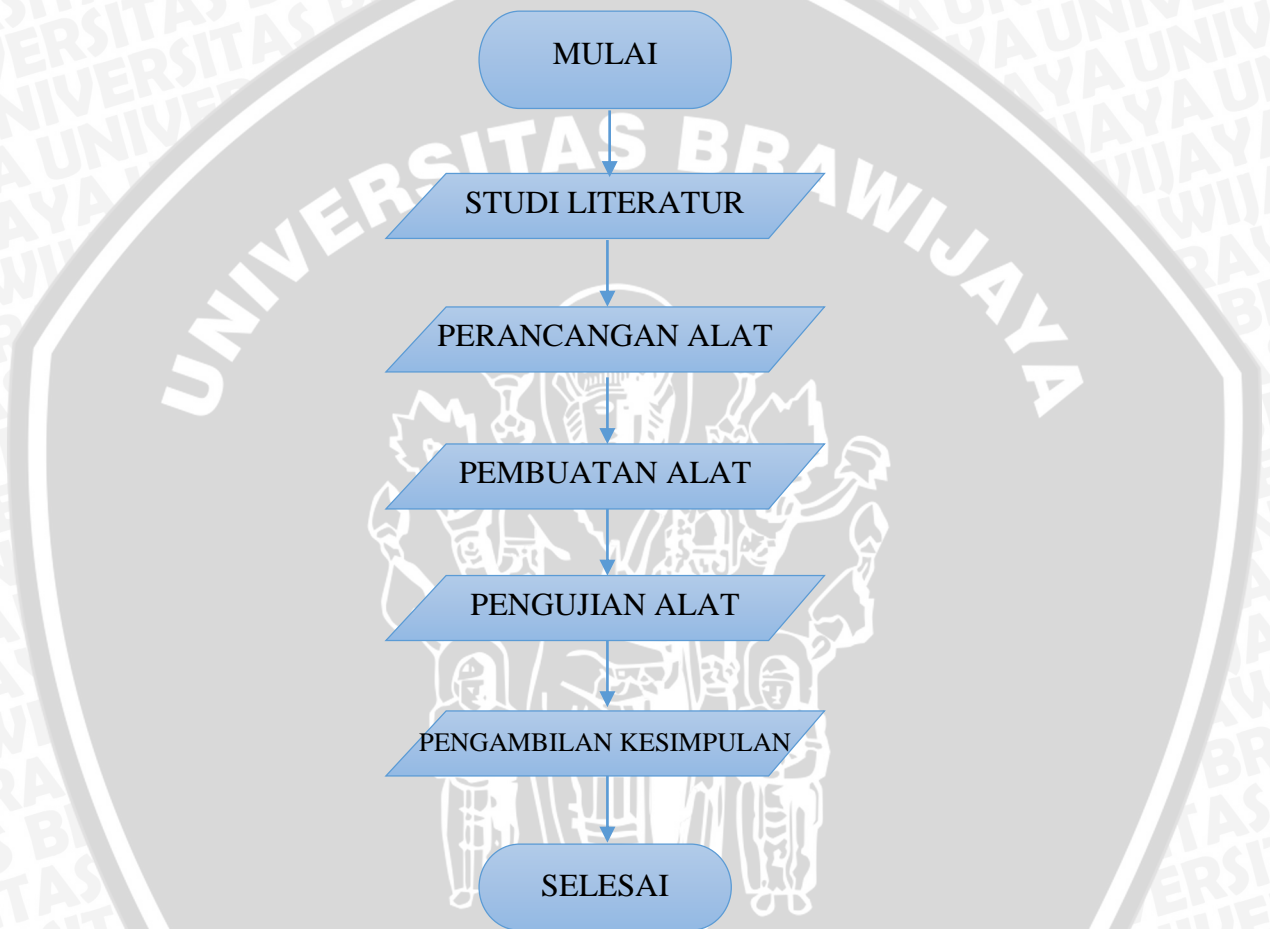 MULAI
UNIVERSITAS BRAWIJAYA
STUDI LITERATUR
PERANCANGAN ALAT
PEMBUATAN ALAT
PENGUJIAN ALAT
PENGAMBILAN KESIMPULAN
SELESAI